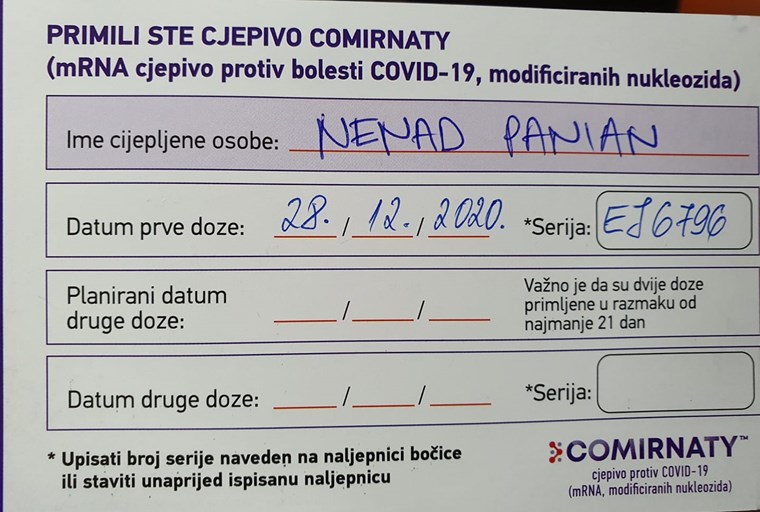 PRIMILI STE CJEPIVO COMIRNATY
(mRNA cjepivo protiv bolesti COVID-19, modificiranih nukleozida)
Ime cijepljene osobe: NENAD PANIAN
Datum prve doze: 28. / 12. / 2020. *Serija: EJ6796
Planirani datum
druge doze: / /
Važno je da su dvije doze
primljene u razmaku od
najmanje 21 dan
Datum druge doze: / / *Serija:
* Upisati broj serije naveden na naljepnici bočice
ili staviti unaprijed ispisanu naljepnicu
COMIRNATY™
cjepivo protiv COVID-19
(mRNA, modificiranih nukleozida)